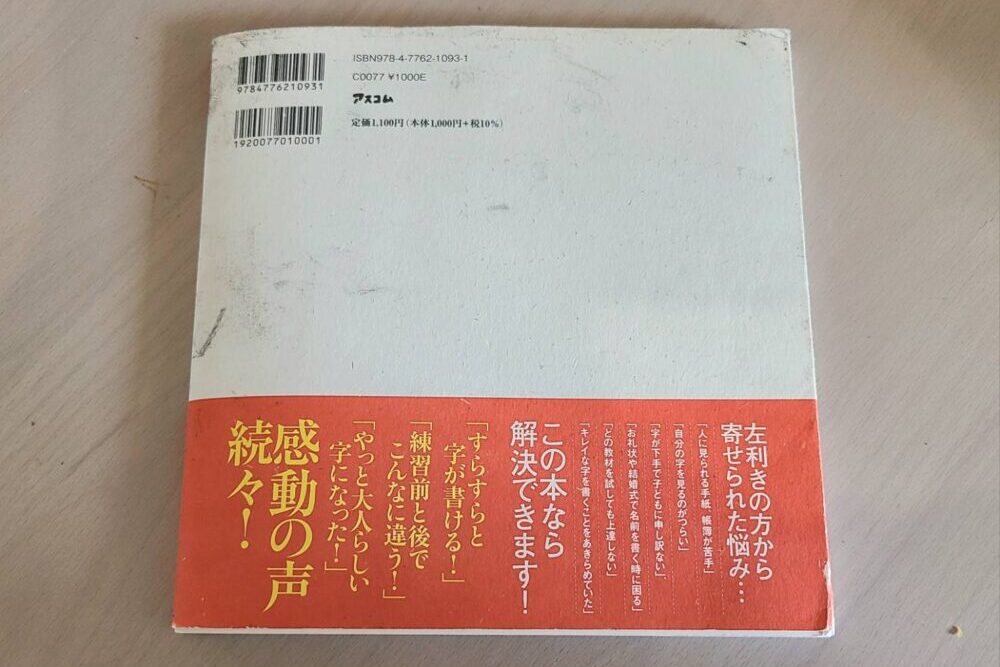 ISBN978-4-7762-1093-1
C0077 ¥1000E
アスコム
定価1,100円(本体1,000円+税10%)
9784776210931
1920077010001
左利きの方から
寄せられた悩み…
「人に見られる手紙、帳簿が苦手」
「自分の字を見るのがつらい」
「字が下手で子どもに申し訳ない」
「お礼状や結婚式で名前を書く時に困る」
「どの教材を試しても上達しない」
「キレイな字を書くことをあきらめていた」
この本なら
解決できます!
「すらすらと
字が書ける!」
「練習前と後で
こんなに違う!」
「やっと大人らしい
字になった!」
感動の声
続々!